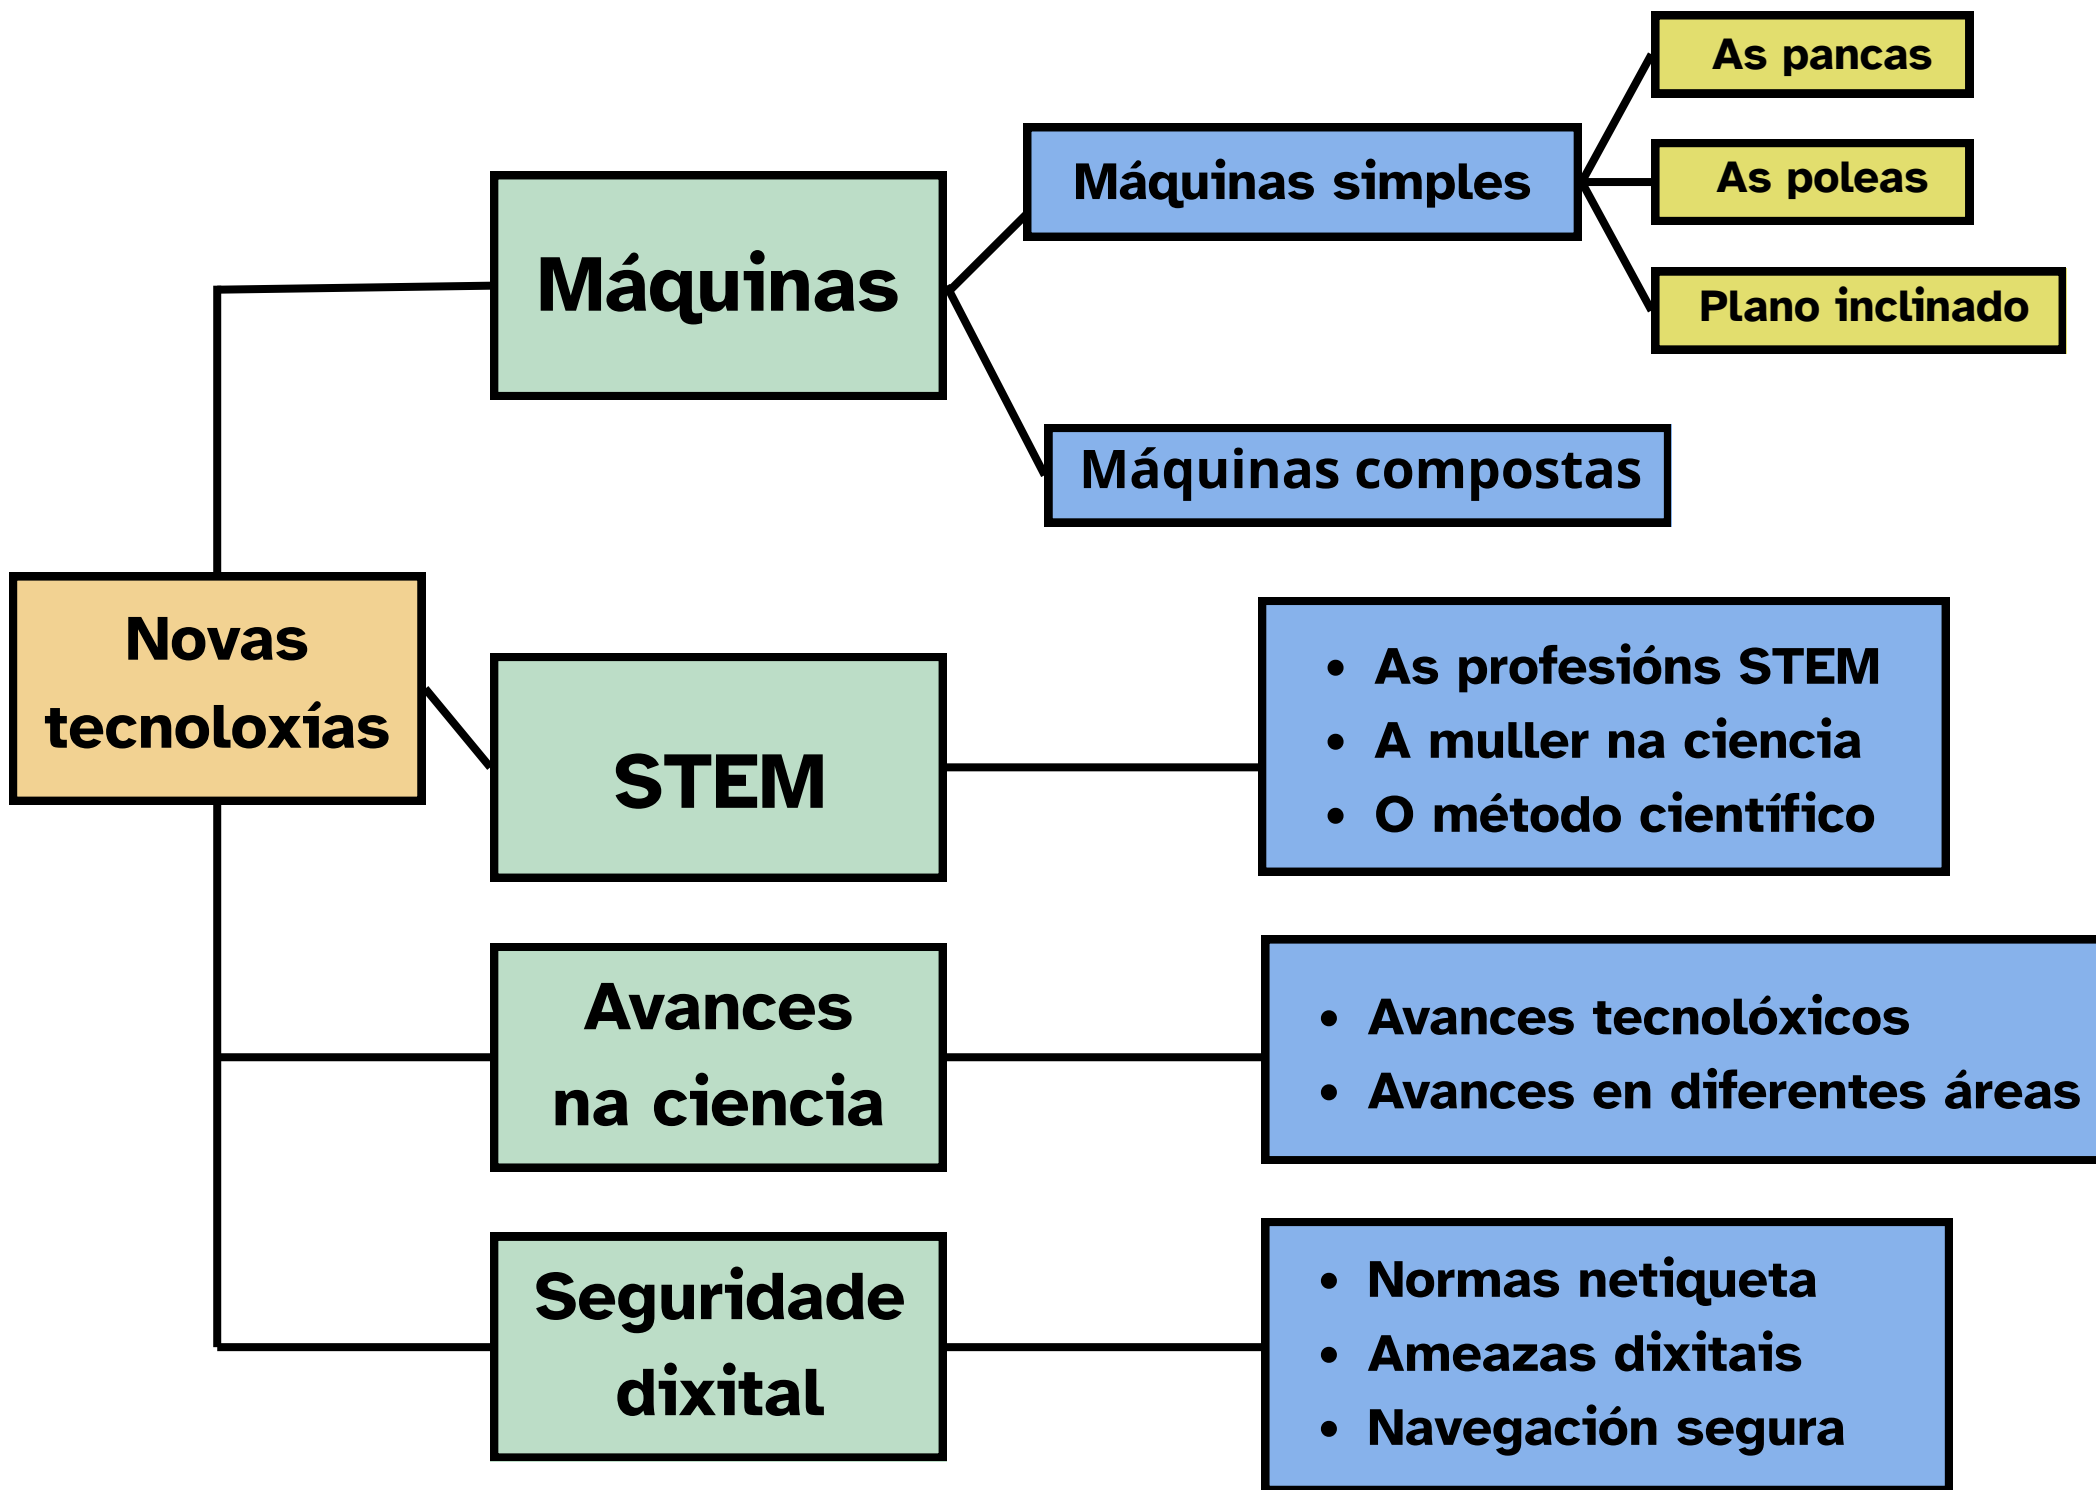 As pancas
Máquinas simples
As poleas
Máquinas
Plano inclinado
Máquinas compostas
Novas
tecnoloxías
STEM
• As profesións STEM
• A muller na ciencia
• O método científico
Avances
na ciencia
• Avances tecnolóxicos
• Avances en diferentes áreas
Seguridade
dixital
• Normas netiqueta
• Ameazas dixitais
• Navegación segura